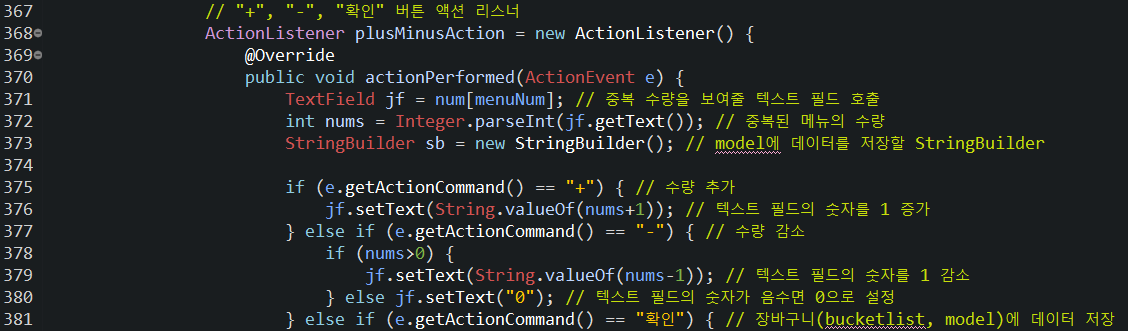 367 // "+", "-", "확인" 버튼 액션 리스너
368 ActionListener plusMinusAction = new ActionListener() {
369 @Override
370 public void actionPerformed(ActionEvent e) {
371 TextField jf = num[menuNum]; // 중복 수량을 보여줄 텍스트 필드 호출
372 int nums = Integer.parseInt(jf.getText()); // 중복된 메뉴의 수량
373 StringBuilder sb = new StringBuilder(); // model에 데이터를 저장할 StringBuilder
374
375 if (e.getActionCommand() == "+") { // 수량 추가
376 jf.setText(String.valueOf(nums+1)); // 텍스트 필드의 숫자를 1 증가
377 } else if (e.getActionCommand() == "-") { // 수량 감소
378 if (nums>0) {
379 jf.setText(String.valueOf(nums-1)); // 텍스트 필드의 숫자를 1 감소
380 } else jf.setText("0"); // 텍스트 필드의 숫자가 음수면 0으로 설정
381 } else if (e.getActionCommand() == "확인") { // 장바구니(bucketlist, model)에 데이터 저장